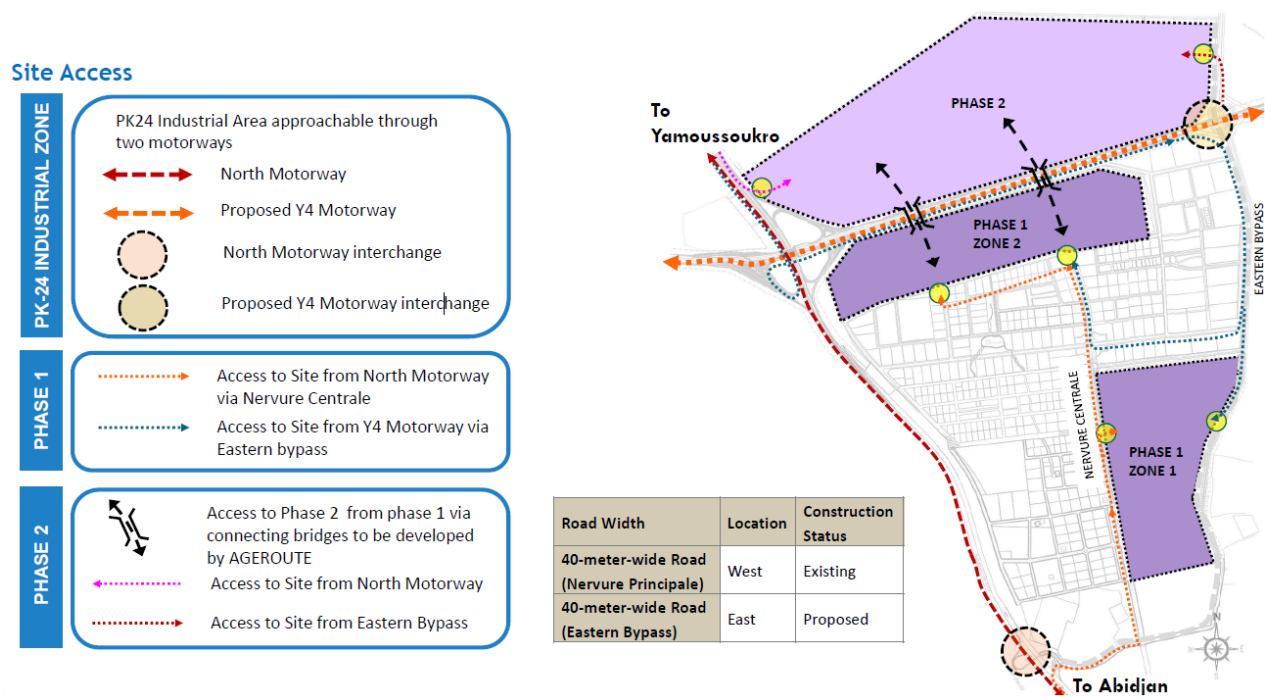 Site Access
PK-24 INDUSTRIAL ZONE
PK24 Industrial Area approachable through
two motorways
North Motorway
Proposed Y4 Motorway
North Motorway interchange
Proposed Y4 Motorway interchange
PHASE 1
Access to Site from North Motorway
via Nervure Centrale
Access to Site from Y4 Motorway via
Eastern bypass
PHASE 2
Access to Phase 2 from phase 1 via
connecting bridges to be developed
by AGEROUTE
Access to Site from North Motorway
Access to Site from Eastern Bypass
Road Width Location Construction
Status
40-meter-wide Road
(Nervure Principale) West Existing
40-meter-wide Road
(Eastern Bypass) East Proposed
To
Yamoussoukro
PHASE 2
PHASE 1
ZONE 2
EASTERN BYPASS
NERVURE CENTRALE
PHASE 1
ZONE 1
N
W
E
S
To Abidjan